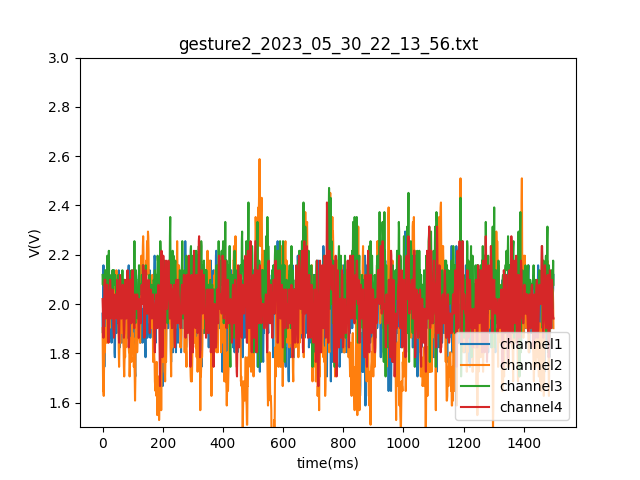 gesture2_2023_05_30_22_13_56.txt
V(V)
3.0
2.8
2.6
2.4
2.2
2.0
1.8
1.6
channel1
channel2
channel3
channel4
0 200 400 600 800 1000 1200 1400
time(ms)